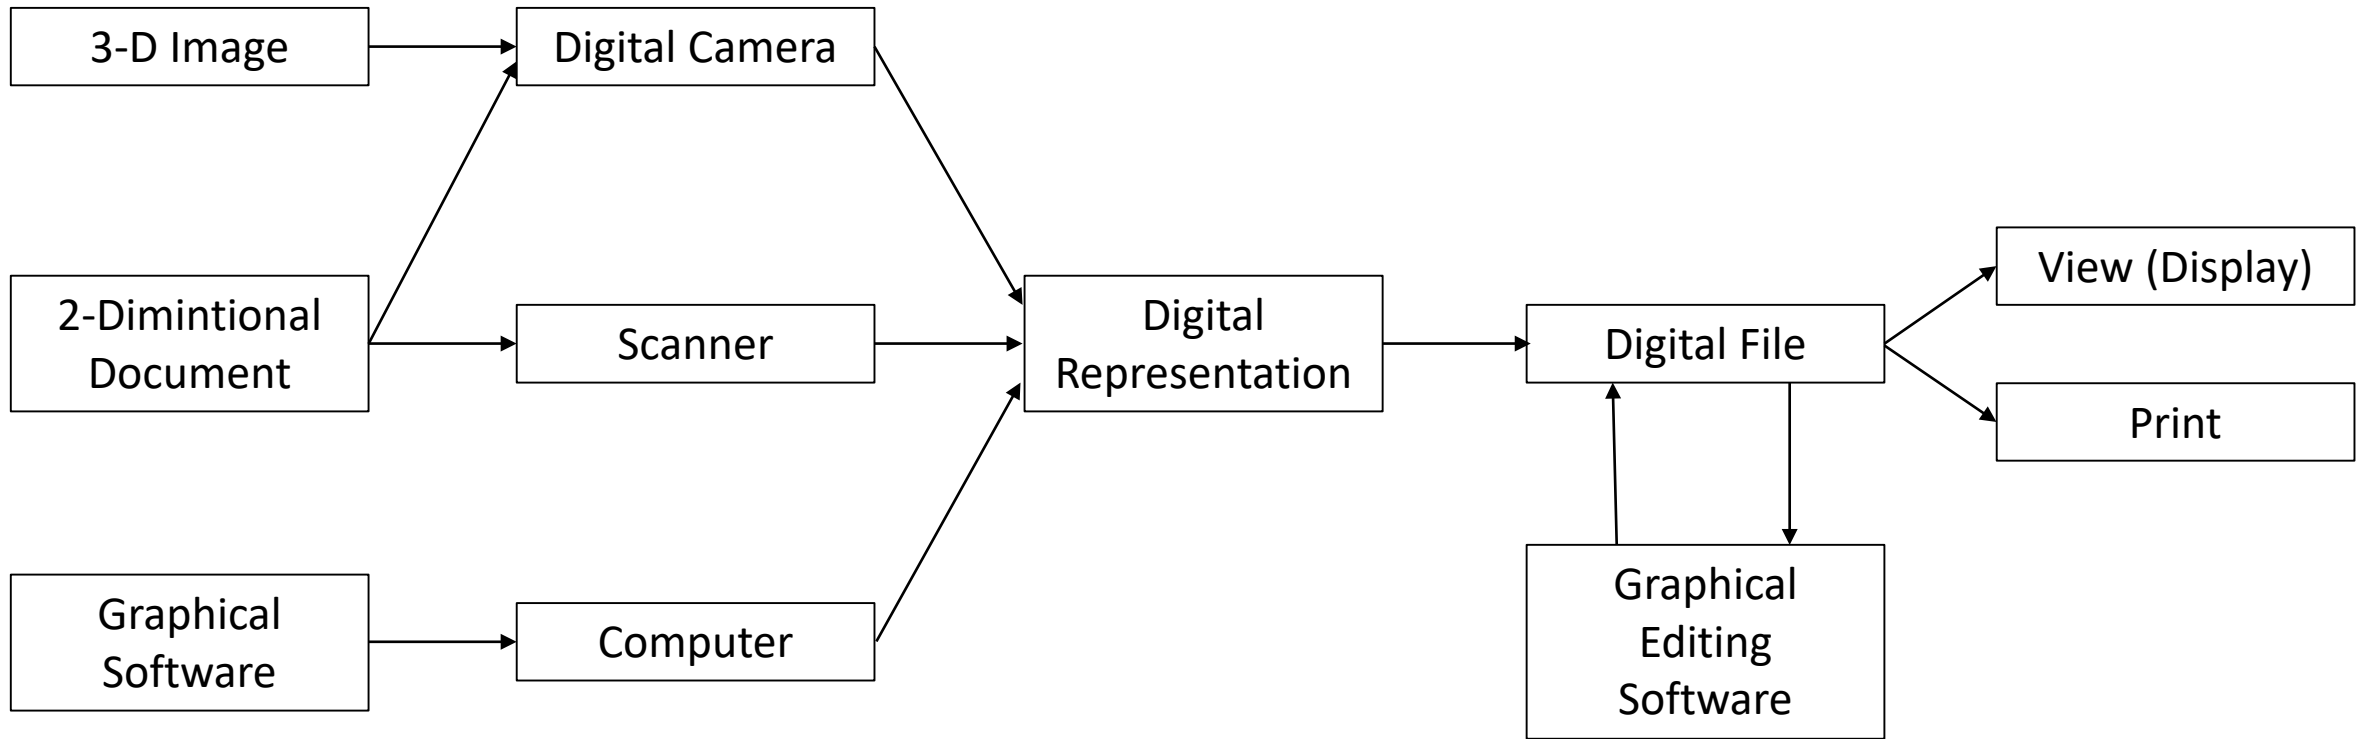 3-D Image
Digital Camera
2-Dimintional
Document
Scanner
Graphical
Software
Computer
Digital
Representation
Digital File
View (Display)
Print
Graphical
Editing
Software